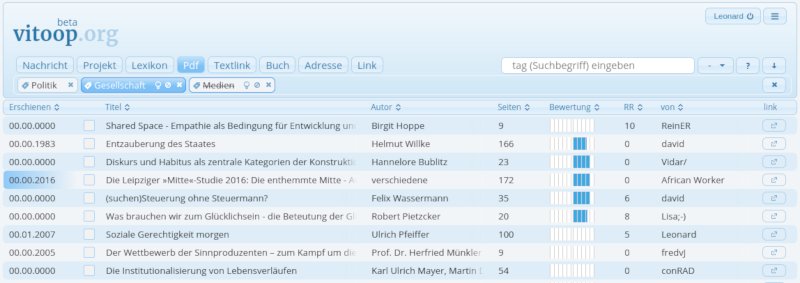 beta
vitoop.org
Leonard
Nachricht Projekt Lexikon Pdf Textlink Buch Adresse Link
tag (Suchbegriff) eingeben - ?
Politik Gesellschaft Medien
Erschienen Titel Autor Seiten Bewertung RR von link
00.00.0000 Shared Space - Empathie als Bedingung für Entwicklung un Birgit Hoppe 9 10 ReinER
00.00.1983 Entzauberung des Staates Helmut Willke 166 0 david
00.00.0000 Diskurs und Habitus als zentrale Kategorien der Konstrukti Hannelore Bublitz 23 0 Vidar/
00.00.2016 Die Leipziger »Mitte«-Studie 2016: Die enthemmte Mitte - A verschiedene 172 0 African Worker
00.00.0000 (suchen)Steuerung ohne Steuermann? Felix Wassermann 35 6 david
00.00.0000 Was brauchen wir zum Glücklichsein - die Beteutung der Gl Robert Pietzcker 20 8 Lisa;-)
00.01.2007 Soziale Gerechtigkeit morgen Ulrich Pfeiffer 100 5 Leonard
00.00.2005 Der Wettbewerb der Sinnproduzenten – zum Kampf um die Prof. Dr. Herfried Münkler 9 0 fredvJ
00.00.0000 Die Institutionalisierung von Lebensverläufen Karl Ulrich Mayer, Martin 54 0 conRAD